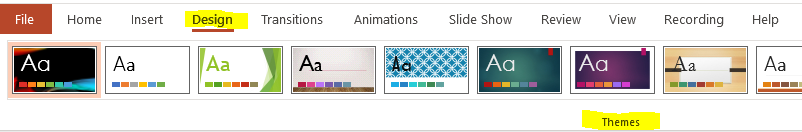 File Home Insert Design Transitions Animations Slide Show Review View Recording Help
Aa Aa Aa Aa Aa Aa Aa Aa Aa
Themes